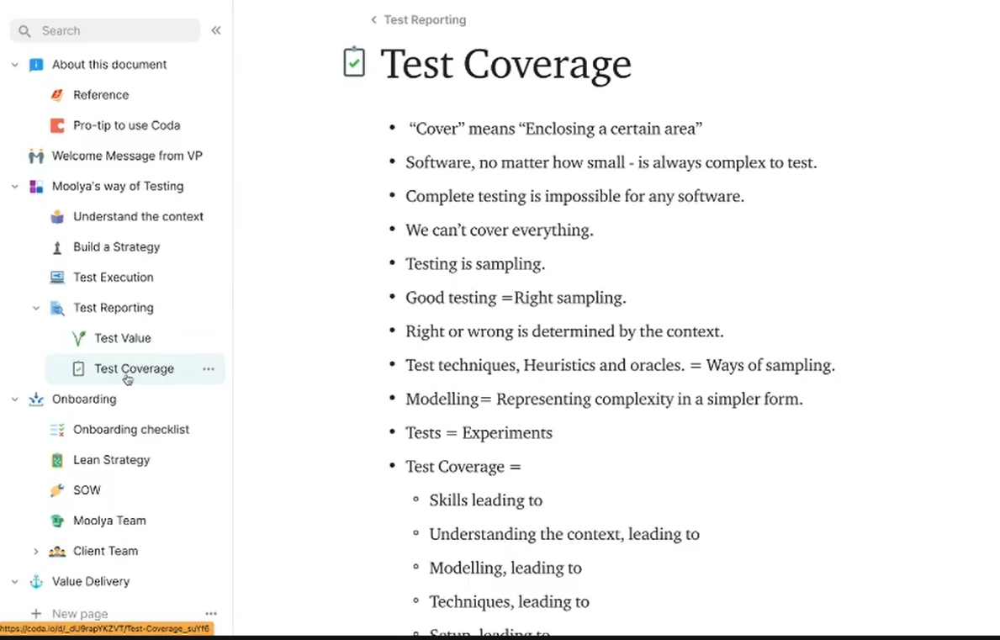 Search
About this document
Reference
Pro-tip to use Coda
Welcome Message from VP
Moolya's way of Testing
Understand the context
Build a Strategy
Test Execution
Test Reporting
Test Value
Test Coverage
Onboarding
Onboarding checklist
Lean Strategy
SOW
Moolya Team
Client Team
Value Delivery
New page
https://coda.io/d/_dU9rapYKZVT/Test-Coverage_suYf6
Test Reporting
Test Coverage
“Cover” means “Enclosing a certain area”
Software, no matter how small - is always complex to test.
Complete testing is impossible for any software.
We can’t cover everything.
Testing is sampling.
Good testing =Right sampling.
Right or wrong is determined by the context.
Test techniques, Heuristics and oracles. = Ways of sampling.
Modelling= Representing complexity in a simpler form.
Tests = Experiments
Test Coverage =
Skills leading to
Understanding the context, leading to
Modelling, leading to
Techniques, leading to
Setup, leading to